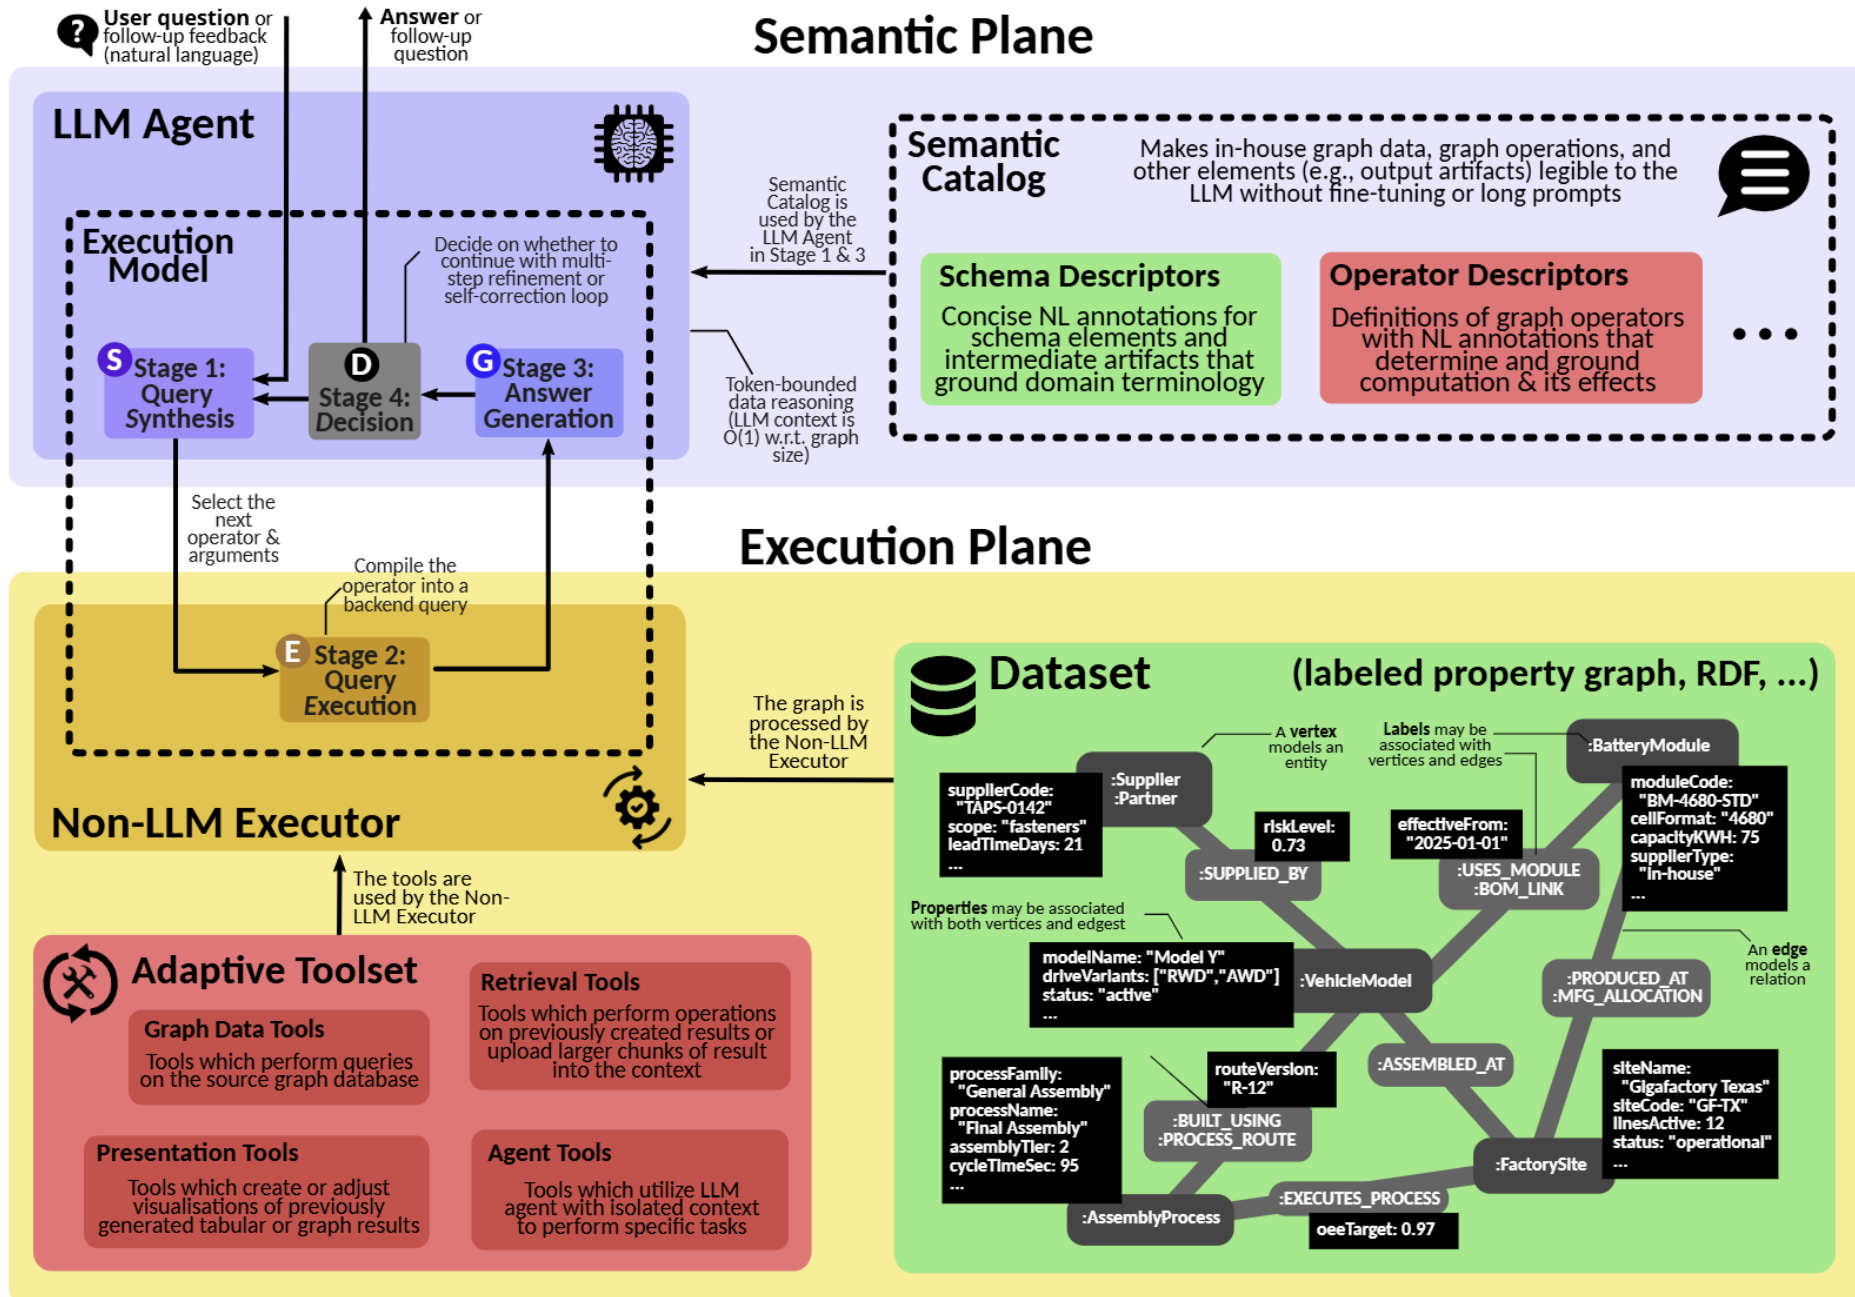 User question or
follow-up feedback
(natural language)
Answer or
follow-up
question
Semantic Plane
LLM Agent
Execution
Model
Decide on whether to
continue with multi-
step refinement or
self-correction loop
S
Stage 1:
Query
Synthesis
D
Stage 4:
Decision
G
Stage 3:
Answer
Generation
Semantic
Catalog is
used by the
LLM Agent
in Stage 1 & 3
Token-bounded
data reasoning
(LLM context is
O(1) w.r.t. graph
size)
Semantic
Catalog
Makes in-house graph data, graph operations, and
other elements (e.g., output artifacts) legible to the
LLM without fine-tuning or long prompts
Schema Descriptors
Concise NL annotations for
schema elements and
intermediate artifacts that
ground domain terminology
Operator Descriptors
Definitions of graph operators
with NL annotations that
determine and ground
computation & its effects
...
Select the
next
operator &
arguments
Execution Plane
Compile the
operator into a
backend query
E
Stage 2:
Query
Execution
Non-LLM Executor
The graph is
processed by
the Non-LLM
Executor
The tools are
used by the Non-
LLM Executor
Adaptive Toolset
Graph Data Tools
Tools which perform queries
on the source graph database
Retrieval Tools
Tools which perform operations
on previously created results or
upload larger chunks of result
into the context
Presentation Tools
Tools which create or adjust
visualisations of previously
generated tabular or graph results
Agent Tools
Tools which utilize LLM
agent with isolated context
to perform specific tasks
Dataset
(labeled property graph, RDF, ...)
A vertex
models an
entity
Labels may be
associated with
vertices and edges
:BatteryModule
:Supplier
:Partner
supplierCode:
"TAPS-0142"
scope: "fasteners"
leadTimeDays: 21
...
riskLevel:
0.73
effectiveFrom:
"2025-01-01"
moduleCode:
"BM-4680-STD"
cellFormat: "4680"
capacityKWH: 75
supplierType:
"in-house"
...
:SUPPLIED_BY
:USES_MODULE
:BOM_LINK
Properties may be associated
with both vertices and edgest
modelName: "Model Y"
driveVariants: ["RWD","AWD"]
status: "active"
...
:VehicleModel
An edge
models a
relation
:PRODUCED_AT
:MFG_ALLOCATION
processFamily:
"General Assembly"
processName:
"Final Assembly"
assemblyTier: 2
cycleTimeSec: 95
...
routeVersion:
"R-12"
:ASSEMBLED_AT
:BUILT_USING
:PROCESS_ROUTE
siteName:
"Gigafactory Texas"
siteCode: "GF-TX"
linesActive: 12
status: "operational"
...
:FactorySite
:EXECUTES_PROCESS
:AssemblyProcess
oeeTarget: 0.97